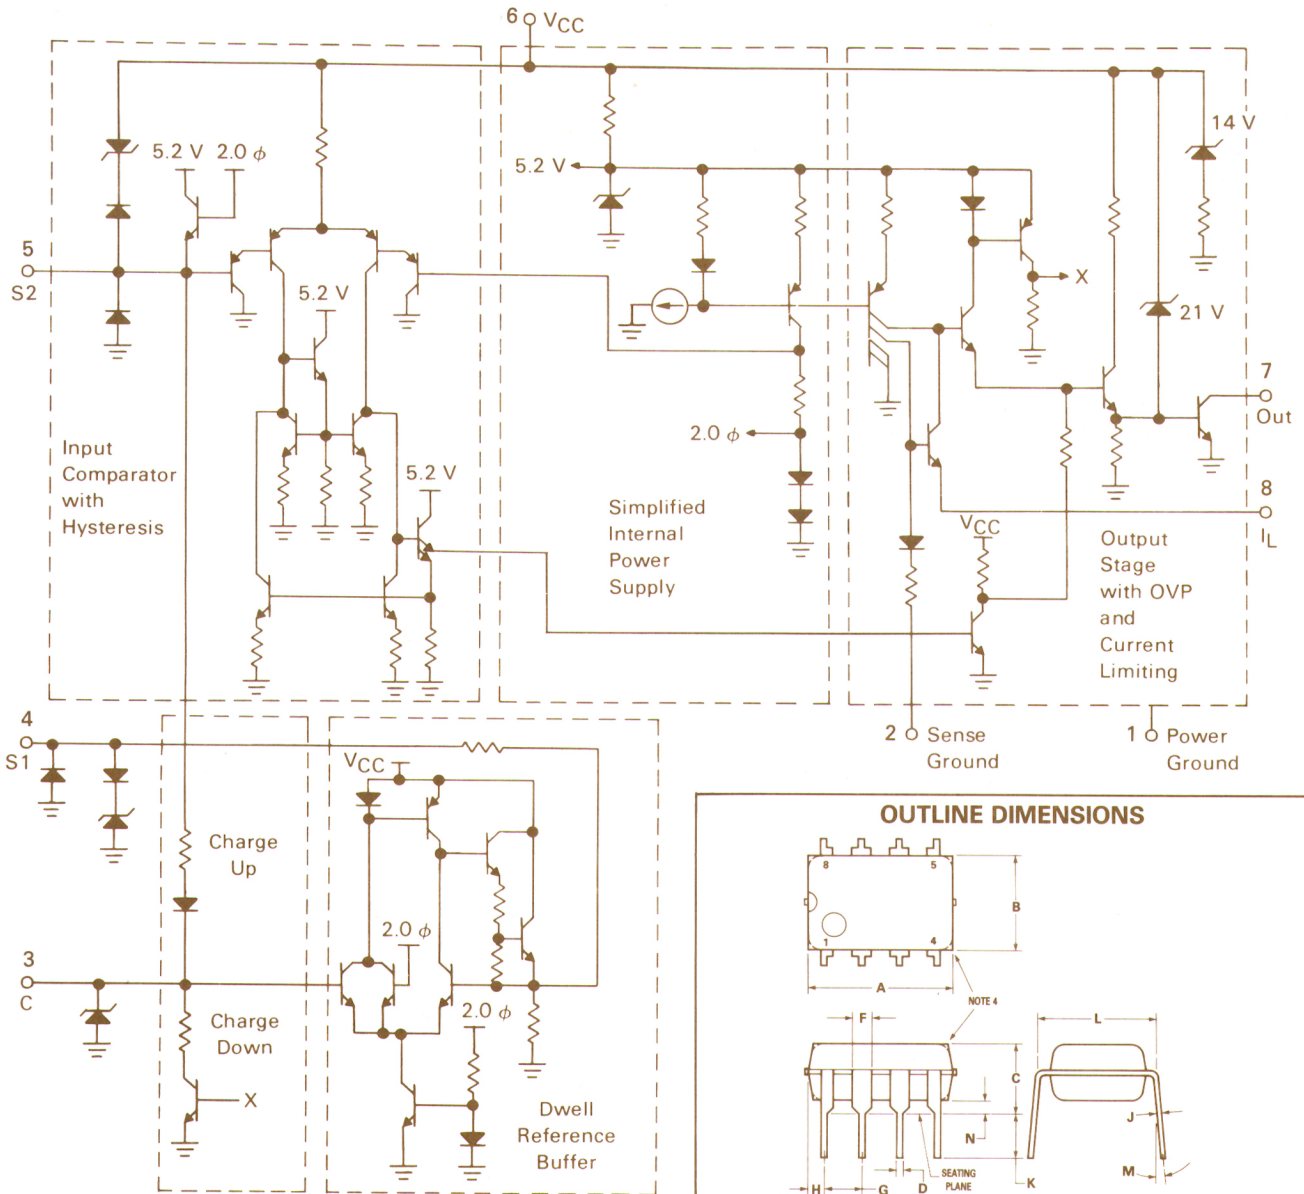 6 VCC
14 V
5.2 V 2.0 ϕ
5.2 V
5
S2
5.2 V
X
21 V
7
Out
2.0 ϕ
Input
Comparator
with
Hysteresis
5.2 V
Simplified
Internal
Power
Supply
VCC
8
IL
Output
Stage
with OVP
and
Current
Limiting
4
S1
2 Sense
Ground
1 Power
Ground
VCC
Charge
Up
2.0 ϕ
3
C
2.0 ϕ
Charge
Down
X
Dwell
Reference
Buffer
OUTLINE DIMENSIONS
8 5
B
1 4
A
NOTE 4
F
L
C
J
N
M
SEATING
PLANE
K
H G D